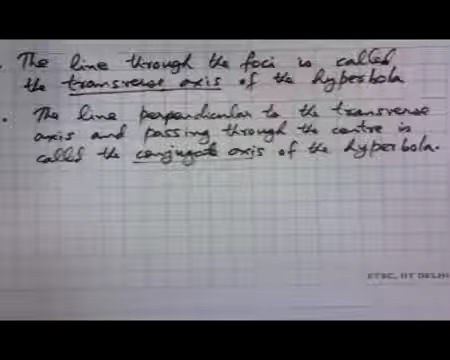 . The line through the foci is called
the transverse axis of the hyperbola
. The line perpendicular to the transverse
axis and passing through the centre is
called the conjugate axis of the hyperbola.
ETSC, IIT DELHI